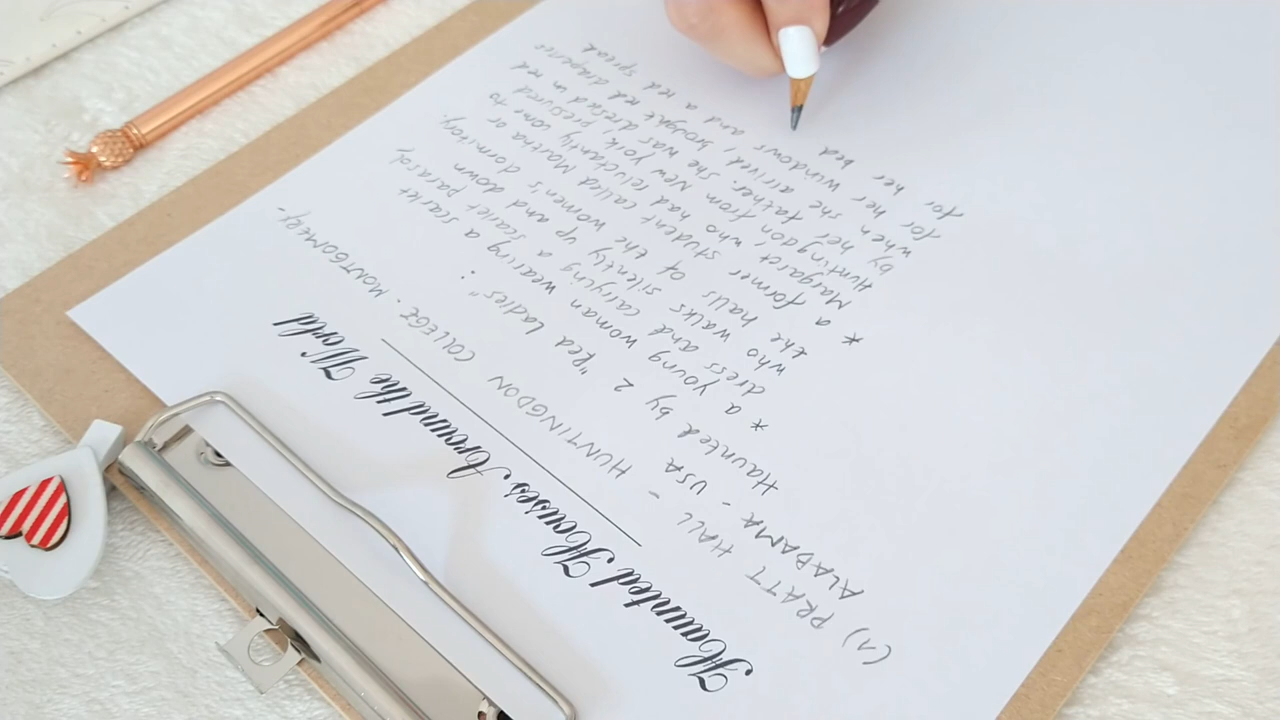 Haunted Houses Around the World
(1) PRATT HALL - HUNTINGDON COLLEGE. MONTGOMERY-
ALABAMA - USA
Haunted by 2 "Red Ladies" :
* a young woman wearing a scarlet
dress and carrying a scarlet parasol
who walks silently up and down
the halls of the women's dormitory.
* a former student called Martha or
Margaret who had reluctantly come to
Huntingdon, from New York, pressured
by her father. She was dressed in red
when she arrived, brought red draperies
for her windows and a red spread
for her bed